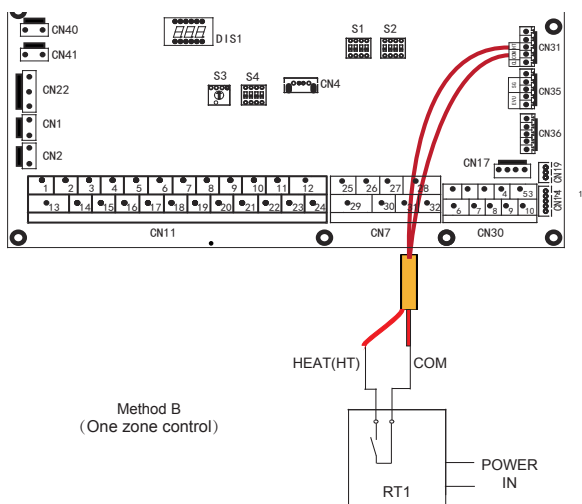 CN40
CN41
CN22
CN1
CN2
DIS1
S1 S2
S3 S4
CN4
CN31
CN35
CN36
CN17
CN19
1 2 3 4 5 6 7 8 9 10 11 12
13 14 15 16 17 18 19 20 21 22 23 24
25 26 27 28
29 30 31 32
4 53
6 7 8 9 10
1
CN11
CN7
CN30
HEAT(HT)
COM
Method B
(One zone control)
RT1
POWER
IN